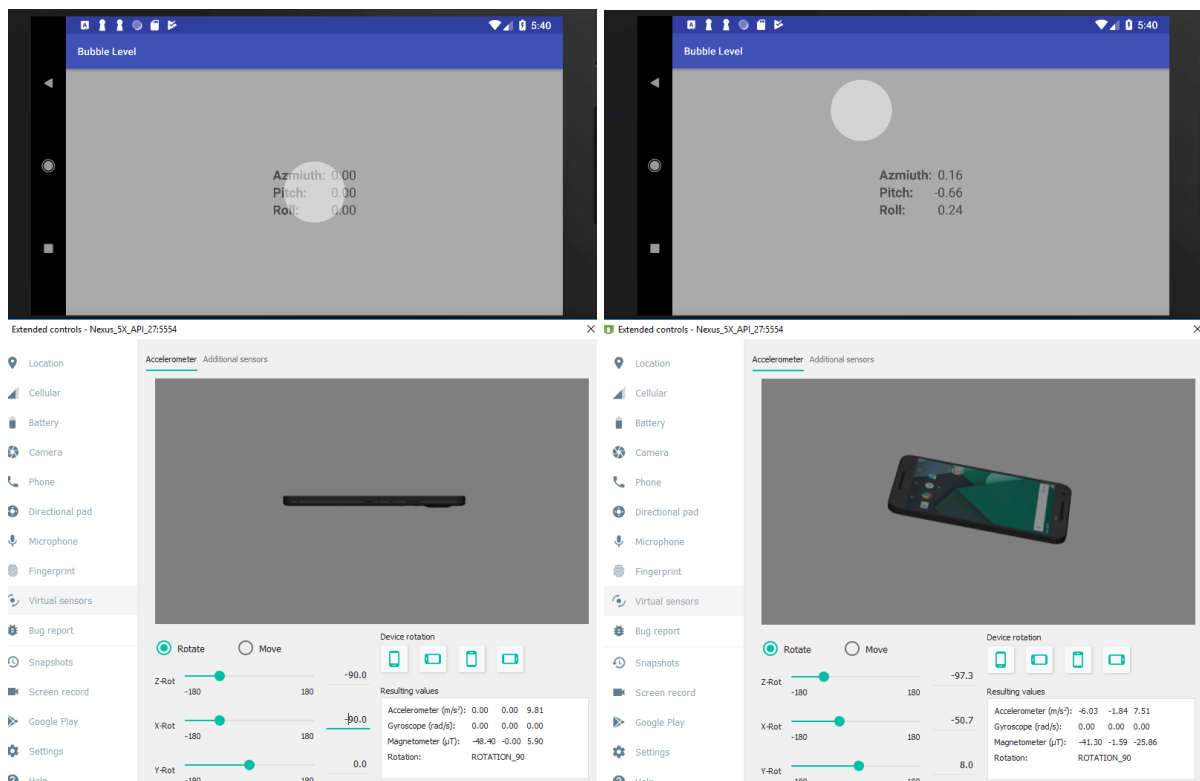 5:40
Bubble Level
Azmiuth: 0.00
Pitch: 0.00
Roll: 0.00
Extended controls - Nexus_5X_API_27:5554
Location
Cellular
Battery
Camera
Phone
Directional pad
Microphone
Fingerprint
Virtual sensors
Bug report
Snapshots
Screen record
Google Play
Settings
Help
Accelerometer Additional sensors
Rotate Move
Z-Rot -90.0
-180 180
X-Rot -90.0
-180 180
Y-Rot 0.0
-180 180
Device rotation
Resulting values
Accelerometer (m/s²): 0.00 0.00 9.81
Gyroscope (rad/s): 0.00 0.00 0.00
Magnetometer (μT): -48.40 -0.00 5.90
Rotation: ROTATION_90
5:40
Bubble Level
Azmiuth: 0.16
Pitch: -0.66
Roll: 0.24
Extended controls - Nexus_5X_API_27:5554
Location
Cellular
Battery
Camera
Phone
Directional pad
Microphone
Fingerprint
Virtual sensors
Bug report
Snapshots
Screen record
Google Play
Settings
Help
Accelerometer Additional sensors
Rotate Move
Z-Rot -97.3
-180 180
X-Rot -50.7
-180 180
Y-Rot 8.0
-180 180
Device rotation
Resulting values
Accelerometer (m/s²): -6.03 -1.84 7.51
Gyroscope (rad/s): 0.00 0.00 0.00
Magnetometer (μT): -41.30 -1.59 -25.86
Rotation: ROTATION_90